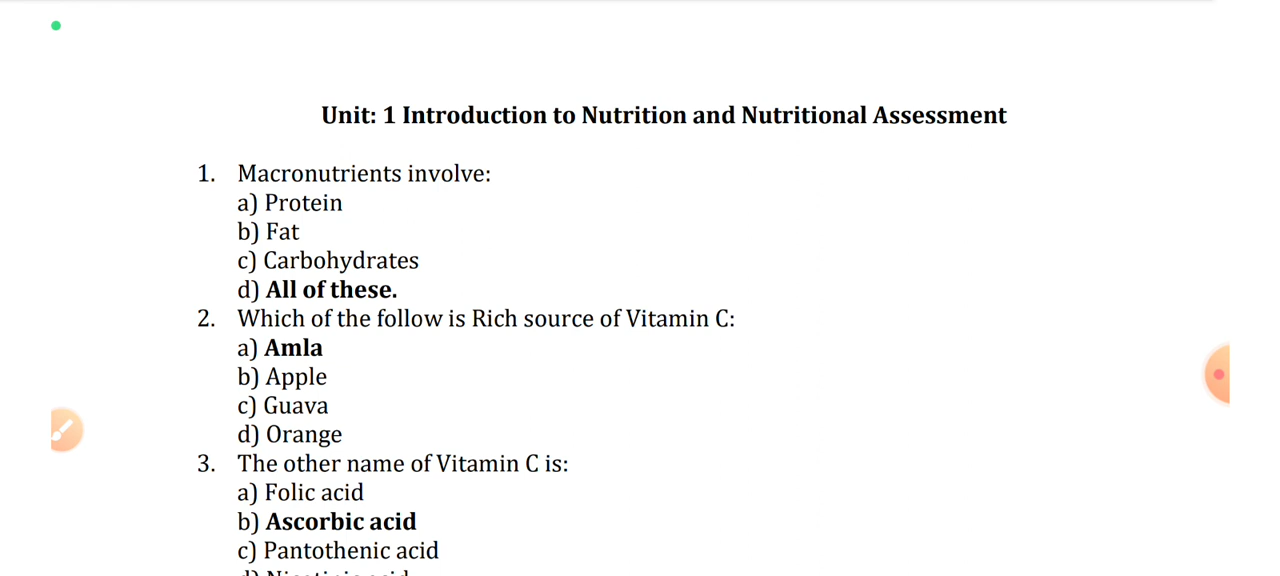 Unit: 1 Introduction to Nutrition and Nutritional Assessment
1. Macronutrients involve:
a) Protein
b) Fat
c) Carbohydrates
d) All of these.
2. Which of the follow is Rich source of Vitamin C:
a) Amla
b) Apple
c) Guava
d) Orange
3. The other name of Vitamin C is:
a) Folic acid
b) Ascorbic acid
c) Pantothenic acid